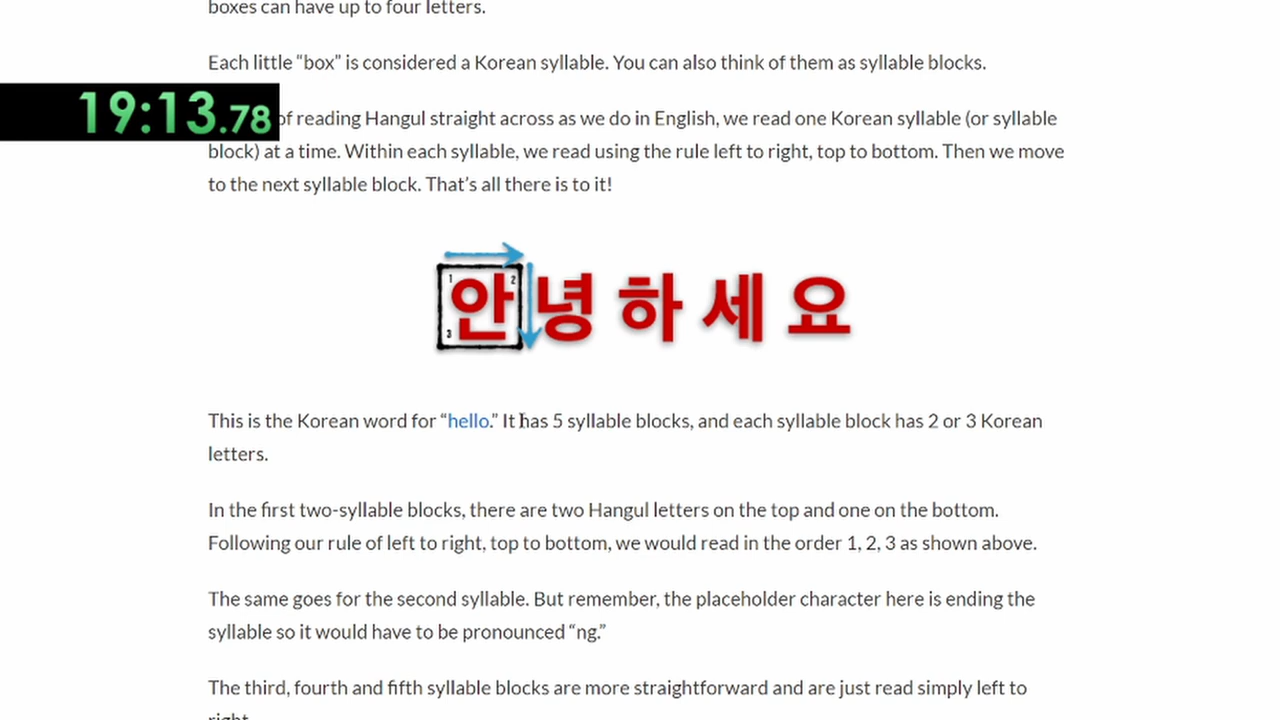 boxes can have up to four letters.
Each little “box” is considered a Korean syllable. You can also think of them as syllable blocks.
19:13.78
of reading Hangul straight across as we do in English, we read one Korean syllable (or syllable
block) at a time. Within each syllable, we read using the rule left to right, top to bottom. Then we move
to the next syllable block. That’s all there is to it!
1 2
안녕하세요
3
This is the Korean word for “hello.” It has 5 syllable blocks, and each syllable block has 2 or 3 Korean
letters.
In the first two-syllable blocks, there are two Hangul letters on the top and one on the bottom.
Following our rule of left to right, top to bottom, we would read in the order 1, 2, 3 as shown above.
The same goes for the second syllable. But remember, the placeholder character here is ending the
syllable so it would have to be pronounced “ng.”
The third, fourth and fifth syllable blocks are more straightforward and are just read simply left to
right